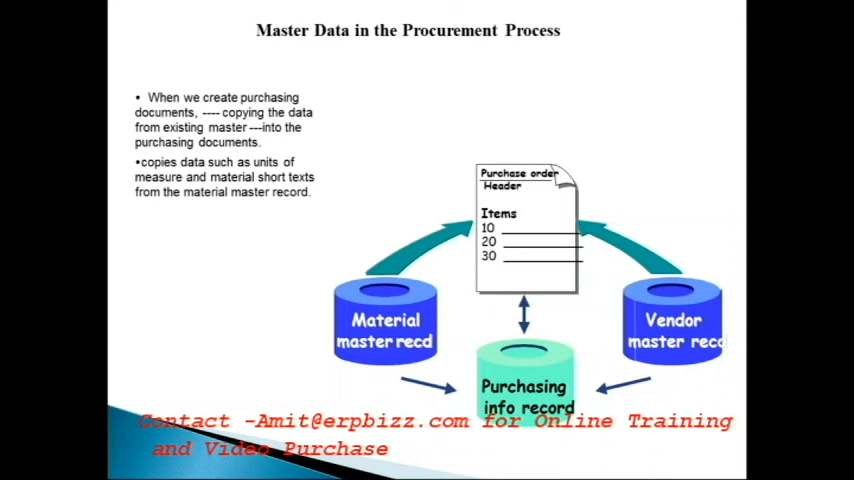 Master Data in the Procurement Process
• When we create purchasing
documents, ---- copying the data
from existing master ---into the
purchasing documents.
•copies data such as units of
measure and material short texts
from the material master record.
Purchase order
Header
Items
10
20
30
Material
master recd
Vendor
master recd
Purchasing
info record
Contact -Amit@erpbizz.com for Online Training
and Video Purchase